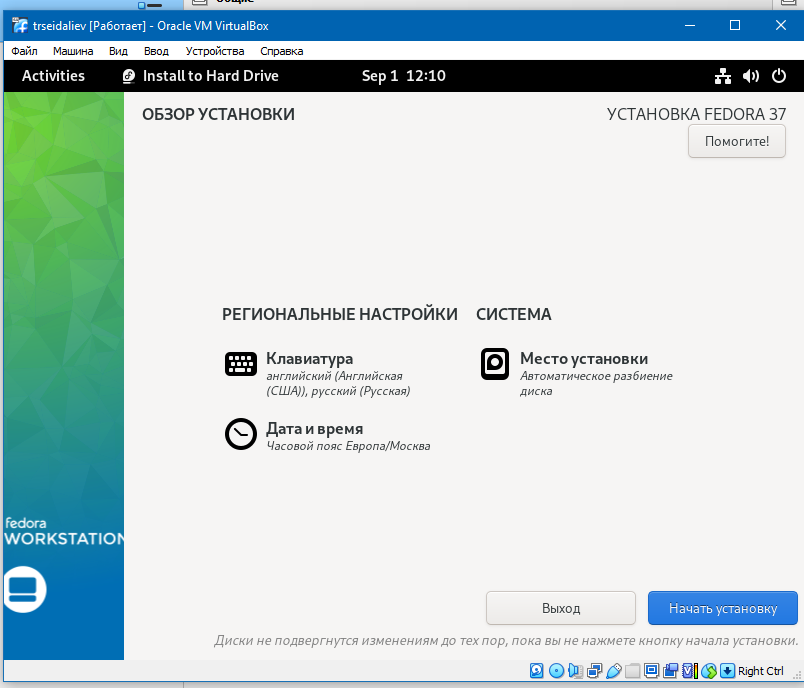 trseidaliev [Работает] - Oracle VM VirtualBox
Файл Машина Вид Ввод Устройства Справка
Activities Install to Hard Drive Sep 1 12:10
ОБЗОР УСТАНОВКИ
УСТАНОВКА FEDORA 37
Помогите!
РЕГИОНАЛЬНЫЕ НАСТРОЙКИ
Клавиатура
английский (Английская
(США)), русский (Русская)
Дата и время
Часовой пояс Европа/Москва
СИСТЕМА
Место установки
Автоматическое разбиение
диска
fedora
WORKSTATION
Выход
Начать установку
Диски не подвергнутся изменениям до тех пор, пока вы не нажмете кнопку начала установки.
Right Ctrl